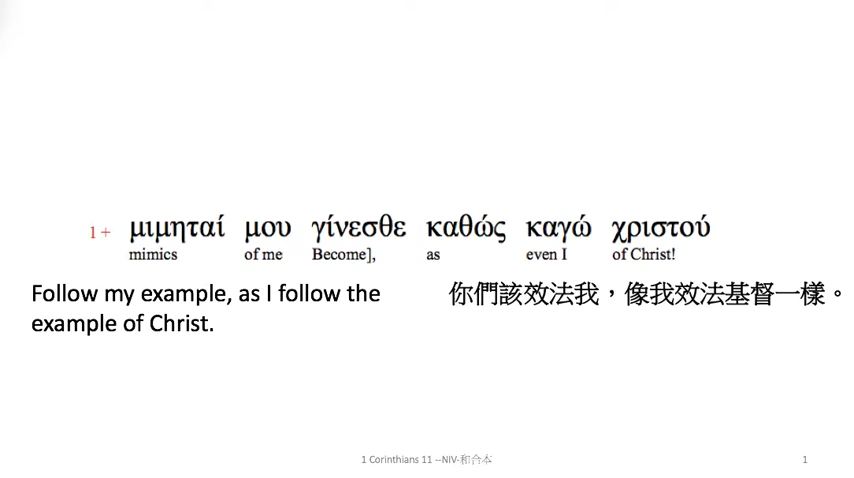 1+ μιμηταί μου γίνεσθε καθώς καγώ χριστού
mimics of me Become], as even I of Christ!
Follow my example, as I follow the
example of Christ.
你們該效法我，像我效法基督一樣。
1 Corinthians 11 --NIV-和合本
1